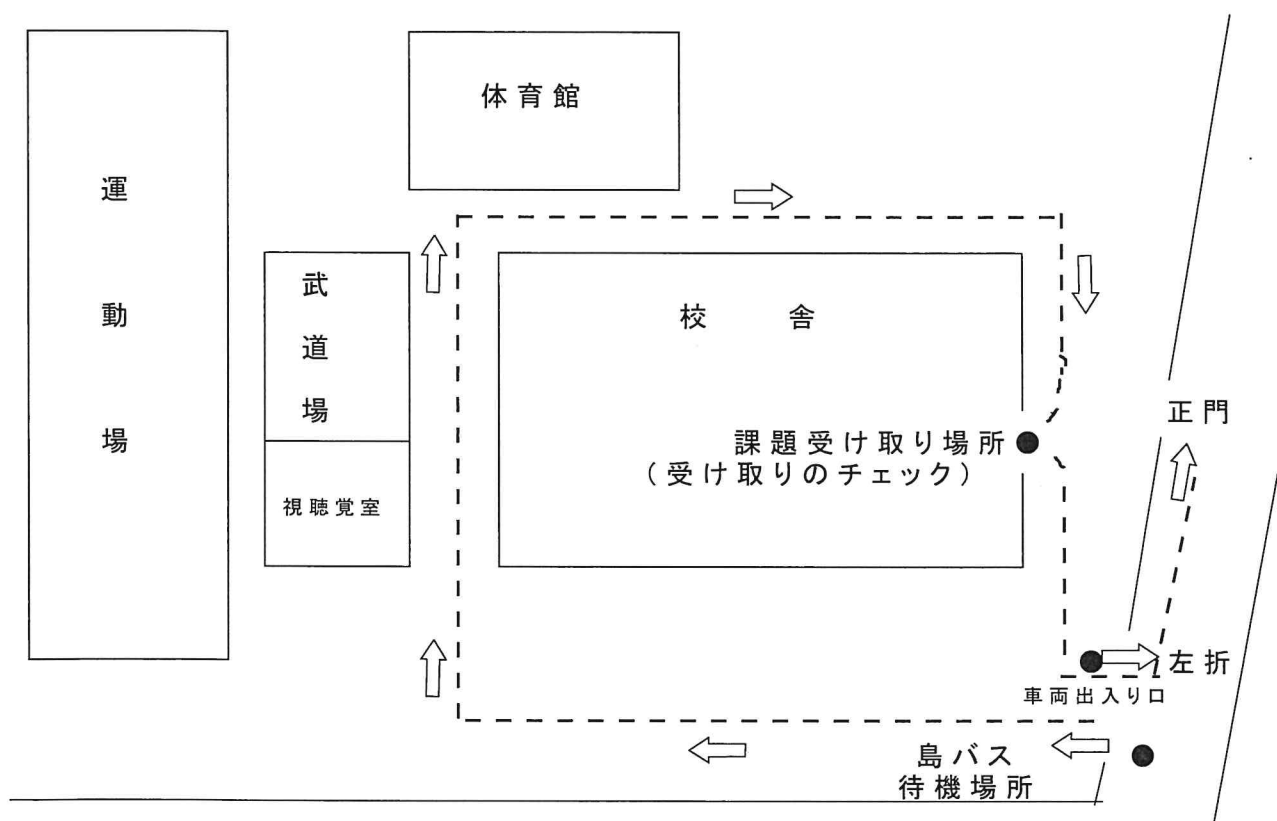 体育館
運動場
武道場
校舎
正門
課題受け取り場所
（受け取りのチェック）
視聴覚室
左折
車両出入り口
島バス
待機場所